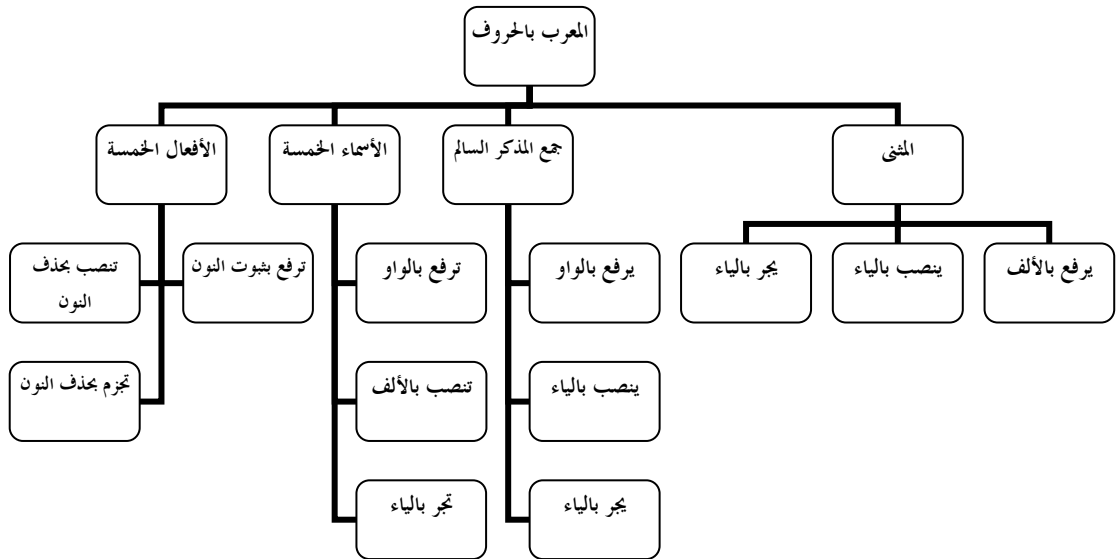 المعرب بالحروف
المثنى
جمع المذكر السالم
الأسماء الخمسة
الأفعال الخمسة
يرفع بالألف
ينصب بالياء
يجر بالياء
يرفع بالواو
ترفع بالواو
ترفع بثبوت النون
تنصب بحذف
النون
ينصب بالياء
تنصب بالألف
تجزم بحذف النون
يجر بالياء
تجر بالياء